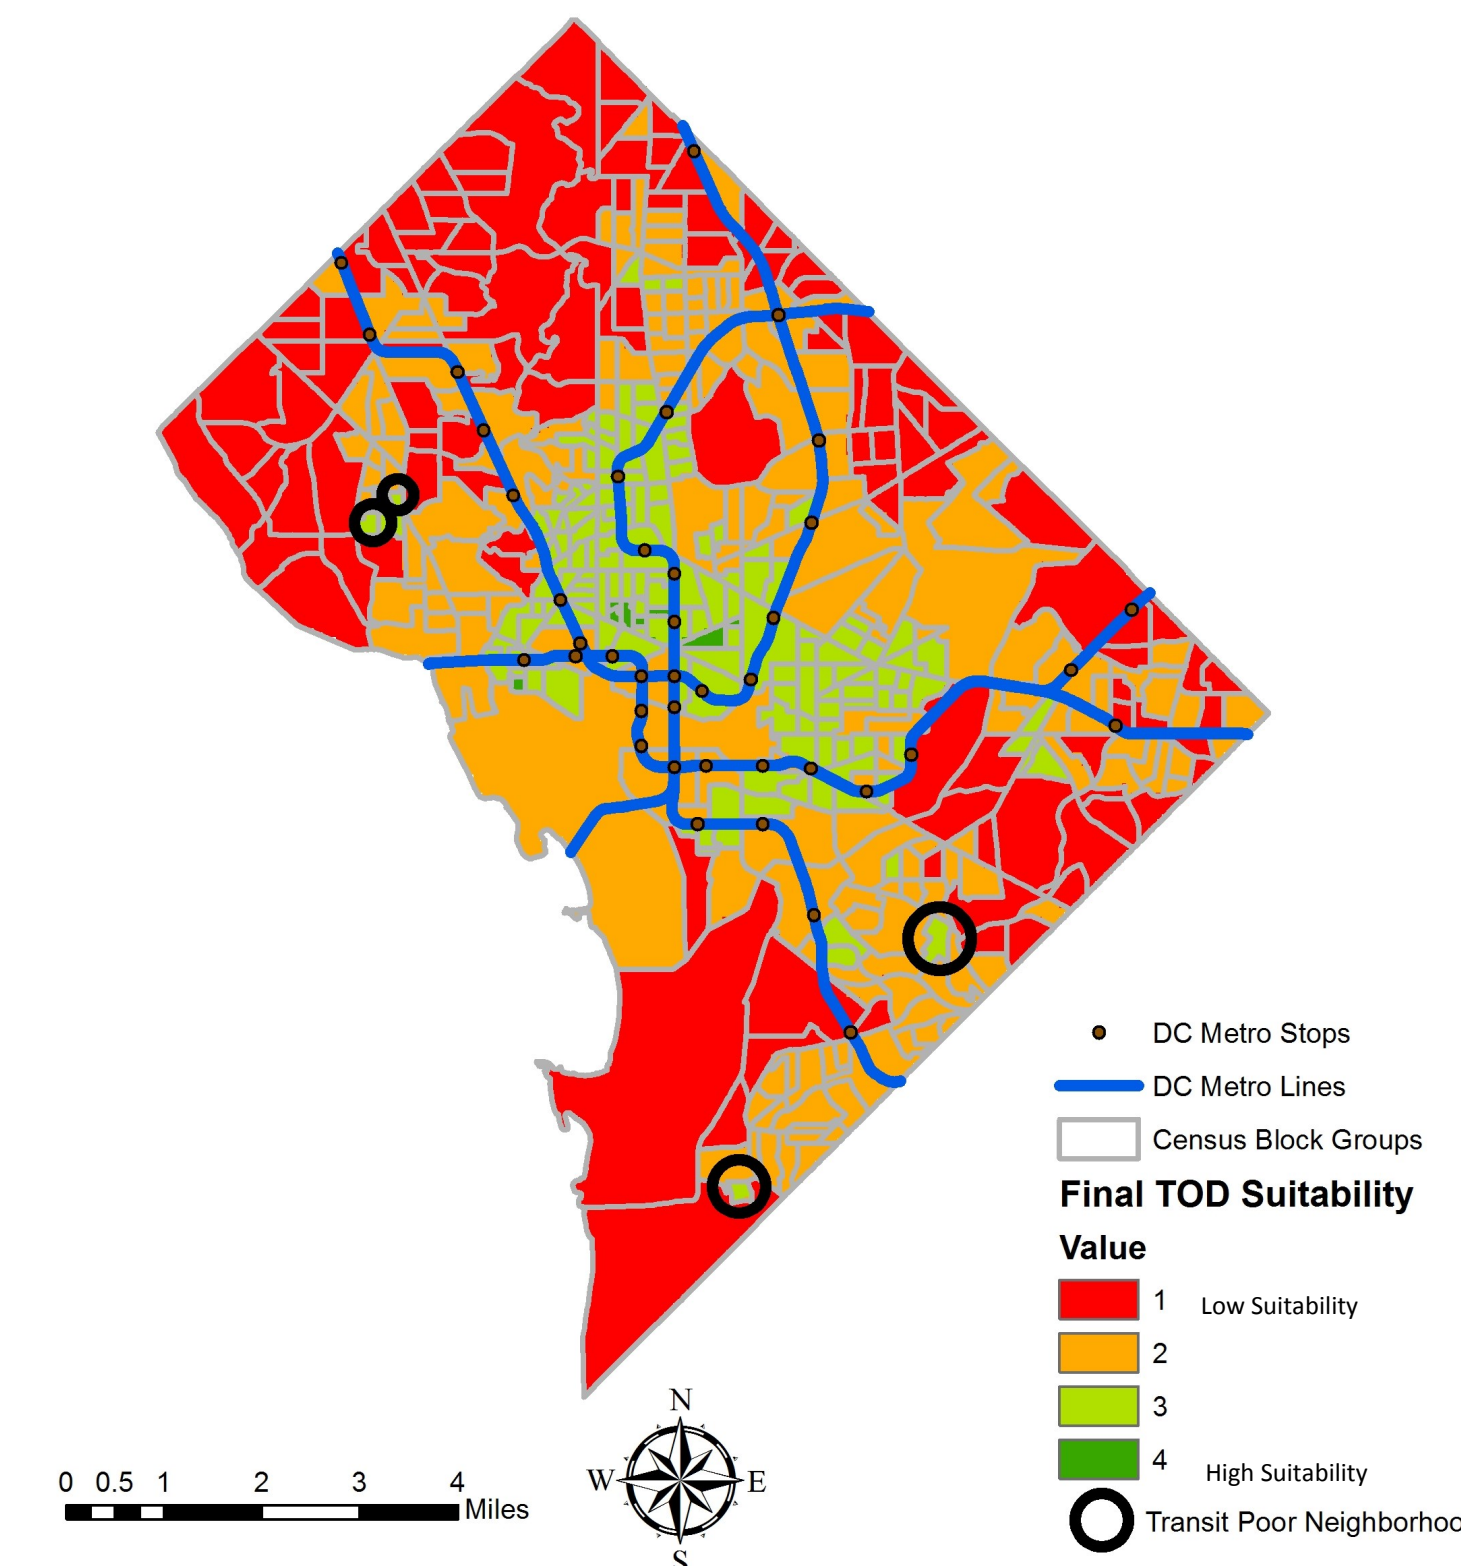 DC Metro Stops
DC Metro Lines
Census Block Groups
Final TOD Suitability
Value
1 Low Suitability
2
3
4 High Suitability
Transit Poor Neighborhoo
N
W E
S
0 0.5 1 2 3 4
Miles